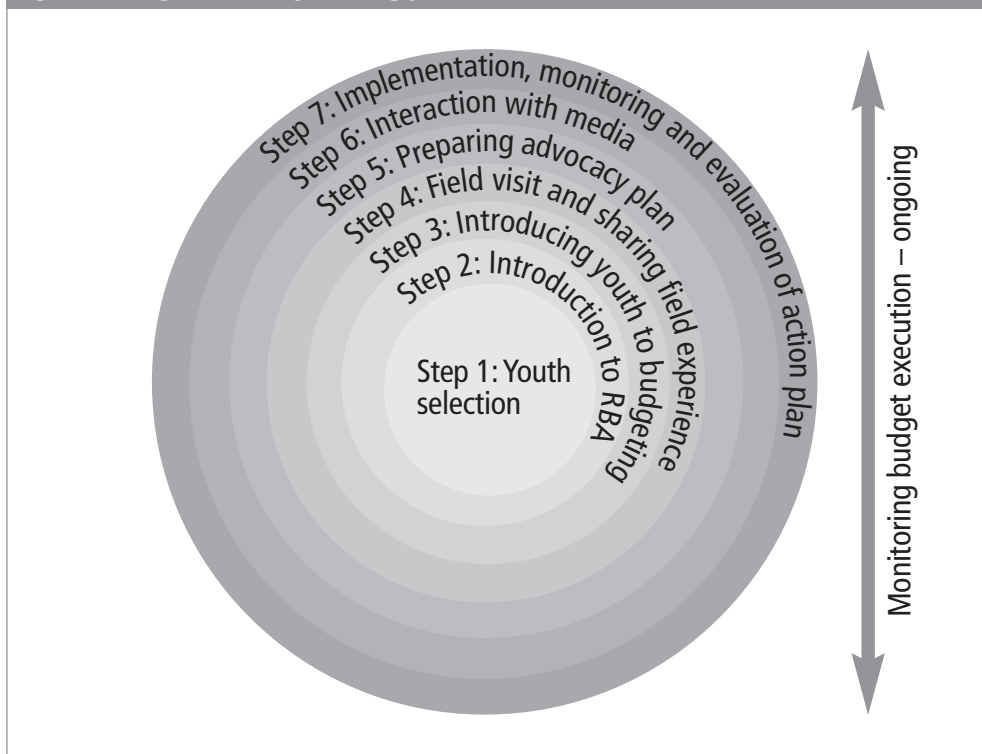 Step 1: Youth
selection
Step 2: Introduction to RBA
Step 3: Introducing youth to budgeting
Step 4: Field visit and sharing field experience
Step 5: Preparing advocacy plan
Step 6: Interaction with media
Step 7: Implementation, monitoring and evaluation of action plan
Monitoring budget execution – ongoing